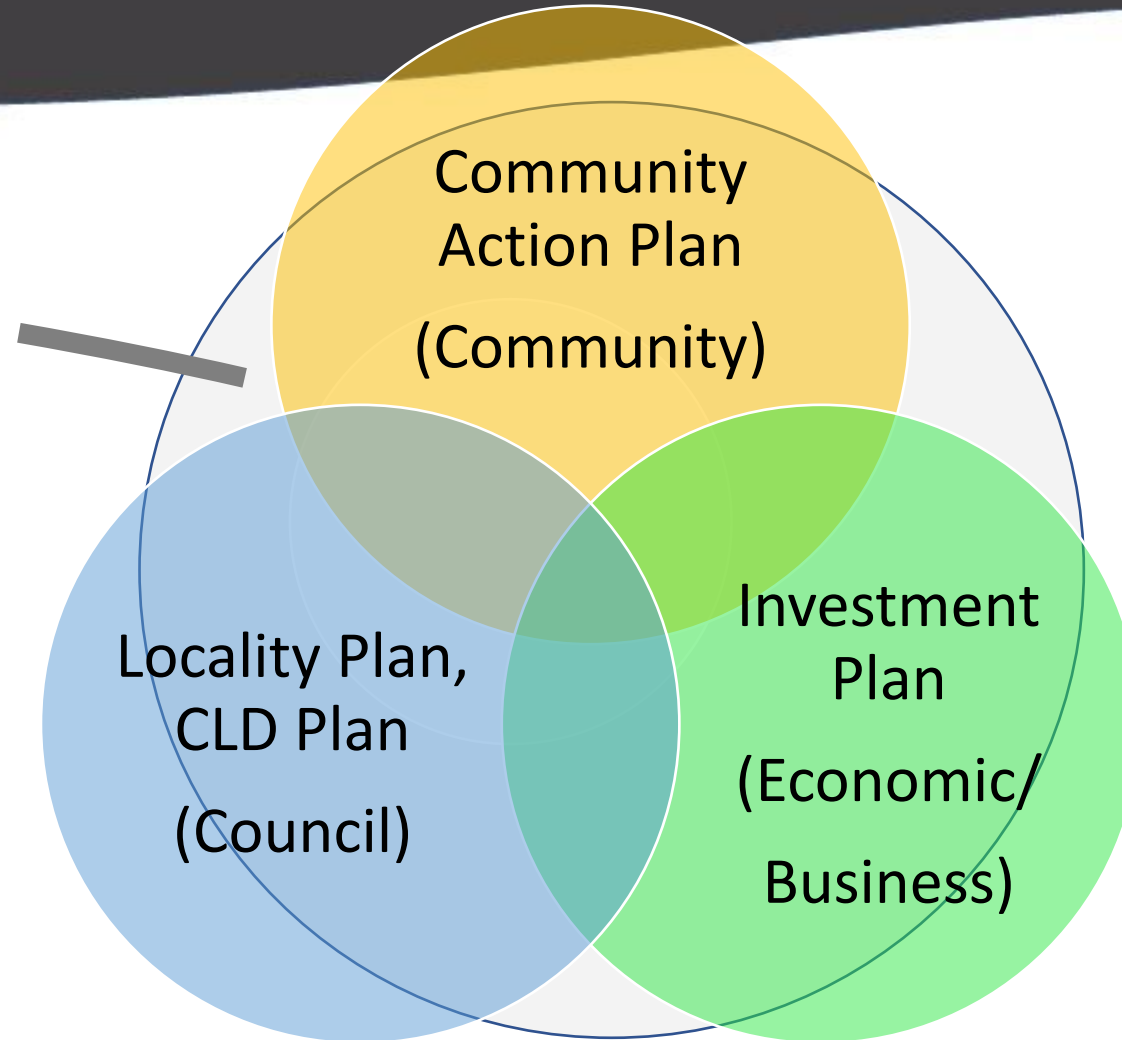 Community
Action Plan
(Community)
Locality Plan,
CLD Plan
(Council)
Investment
Plan
(Economic/
Business)